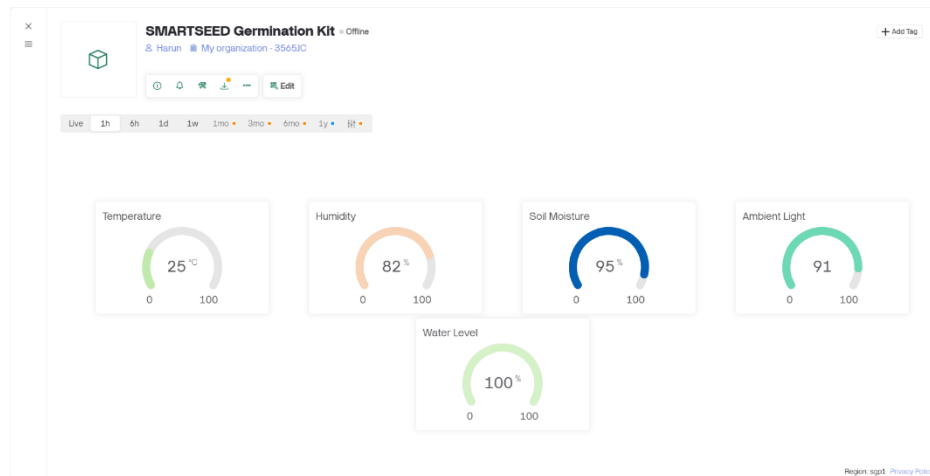 SMARTSEED Germination Kit Offline
Harun My organization - 3565JC
+ Add Tag
Edit
Live 1h 6h 1d 1w 1mo 3mo 6mo 1y
Temperature
25 °C
0 100
Humidity
82 %
0 100
Soil Moisture
95 %
0 100
Ambient Light
91
0 100
Water Level
100 %
0 100
Region: sgp1 Privacy Polic